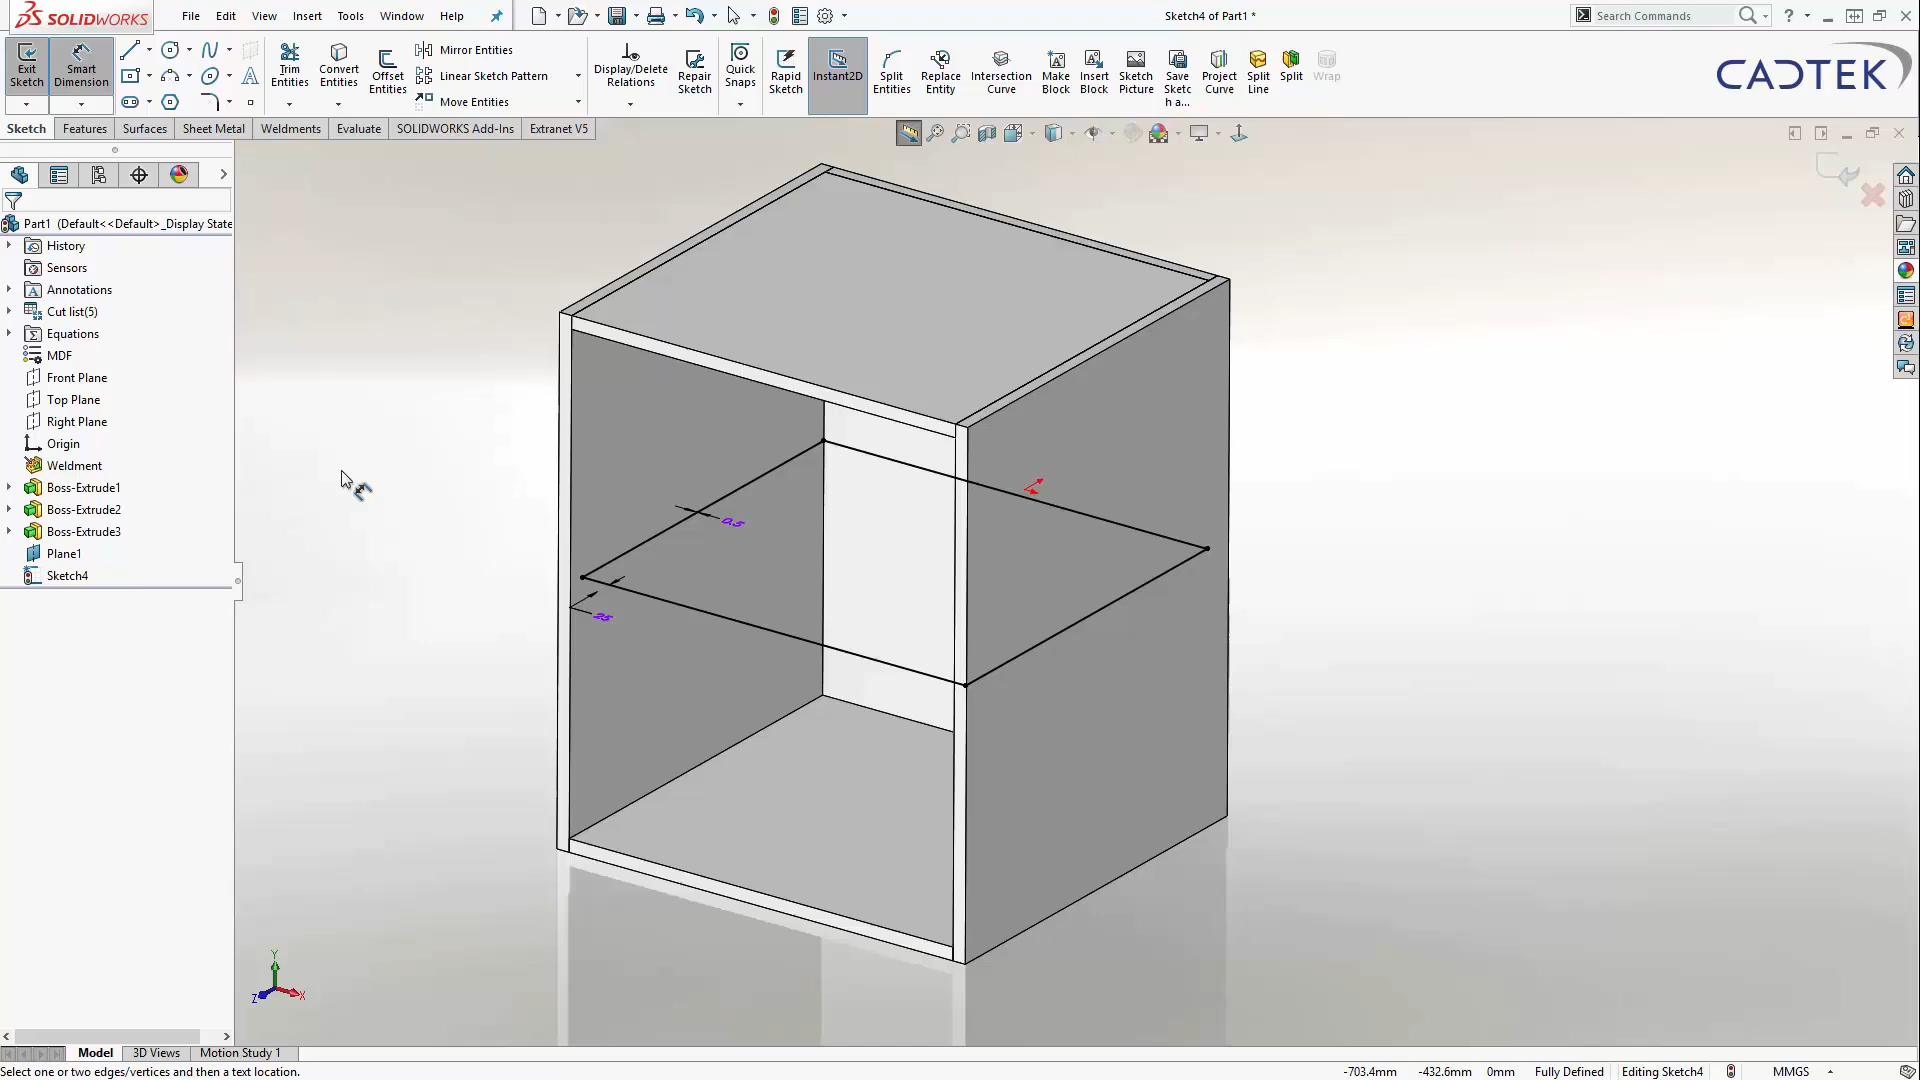 SOLIDWORKS
File Edit View Insert Tools Window Help
Sketch4 of Part1 *
Search Commands
Exit Sketch
Smart Dimension
Trim Entities
Convert Entities
Offset Entities
Mirror Entities
Linear Sketch Pattern
Move Entities
Display/Delete Relations
Repair Sketch
Quick Snaps
Rapid Sketch
Instant2D
Split Entities
Replace Entity
Intersection Curve
Make Block
Insert Block
Sketch Picture
Save Sketc h a...
Project Curve
Split Line
Split
Wrap
CADTEK
Sketch Features Surfaces Sheet Metal Weldments Evaluate SOLIDWORKS Add-Ins Extranet V5
Part1 (Default<<Default>_Display State
History
Sensors
Annotations
Cut list(5)
Equations
MDF
Front Plane
Top Plane
Right Plane
Origin
Weldment
Boss-Extrude1
Boss-Extrude2
Boss-Extrude3
Plane1
Sketch4
0.5
25
Y
Z
X
Model 3D Views Motion Study 1
Select one or two edges/vertices and then a text location.
-703.4mm -432.6mm 0mm Fully Defined Editing Sketch4 MMGS